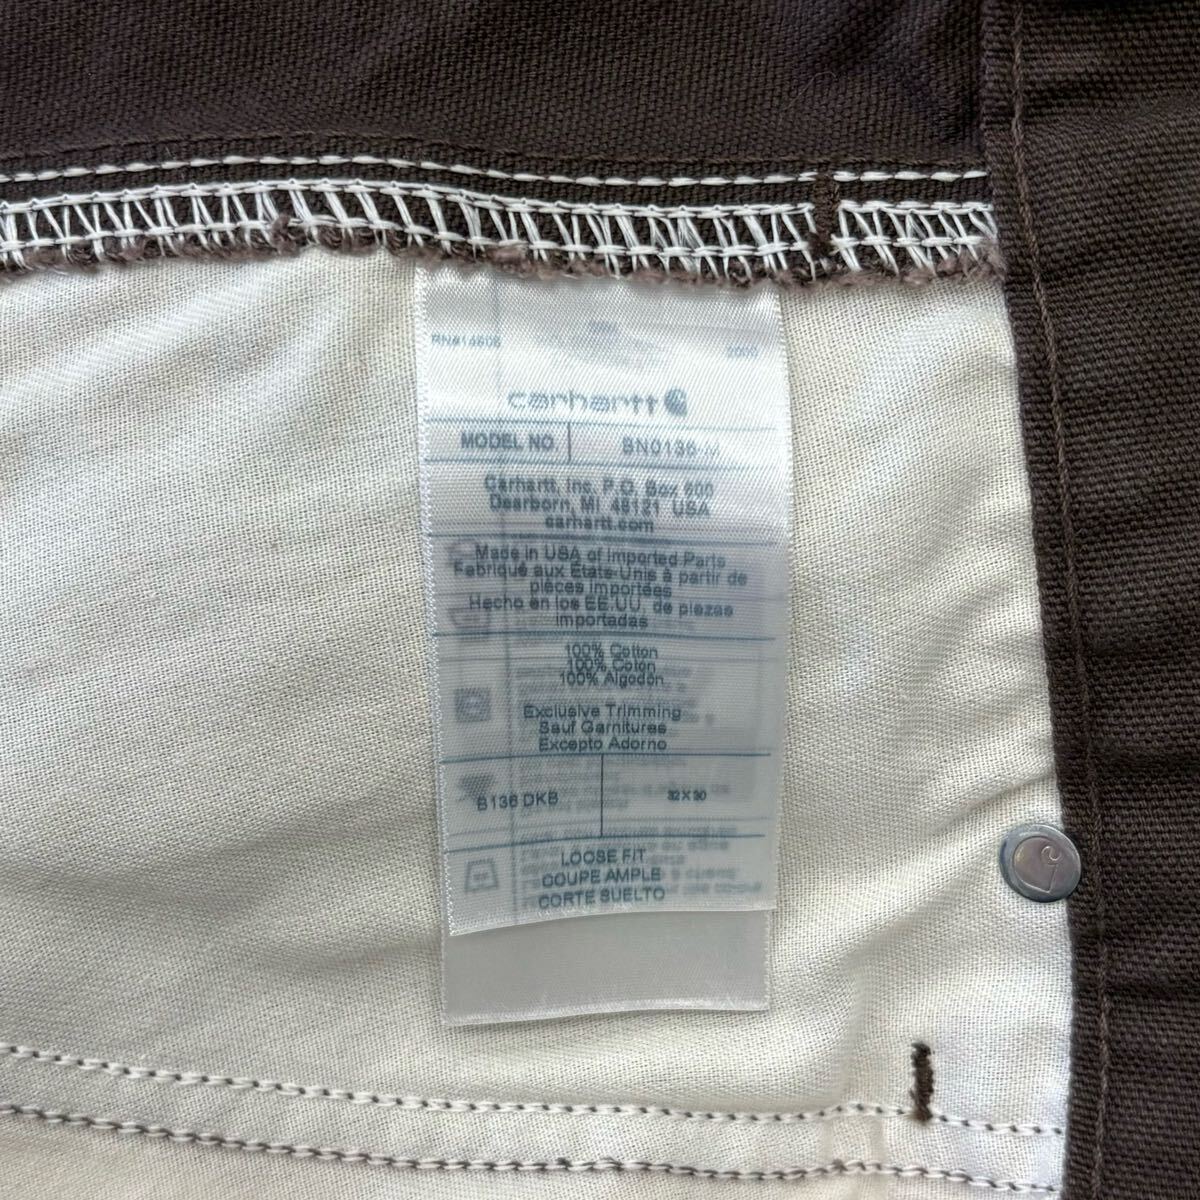 RN#14806 2000
carhartt
MODEL NO. BN0136-M
Carhartt, Inc. P.O. Box 600
Dearborn, MI 48121 USA
carhartt.com
Made in USA of Imported Parts
Fabriqué aux États-Unis à partir de
pièces importées
Hecho en los EE.UU. de piezas
importadas
100% Cotton
100% Coton
100% Algodón
Exclusive Trimming
Sauf Garnitures
Excepto Adorno
B136 DKB 32X30
LOOSE FIT
COUPE AMPLE
CORTE SUELTO